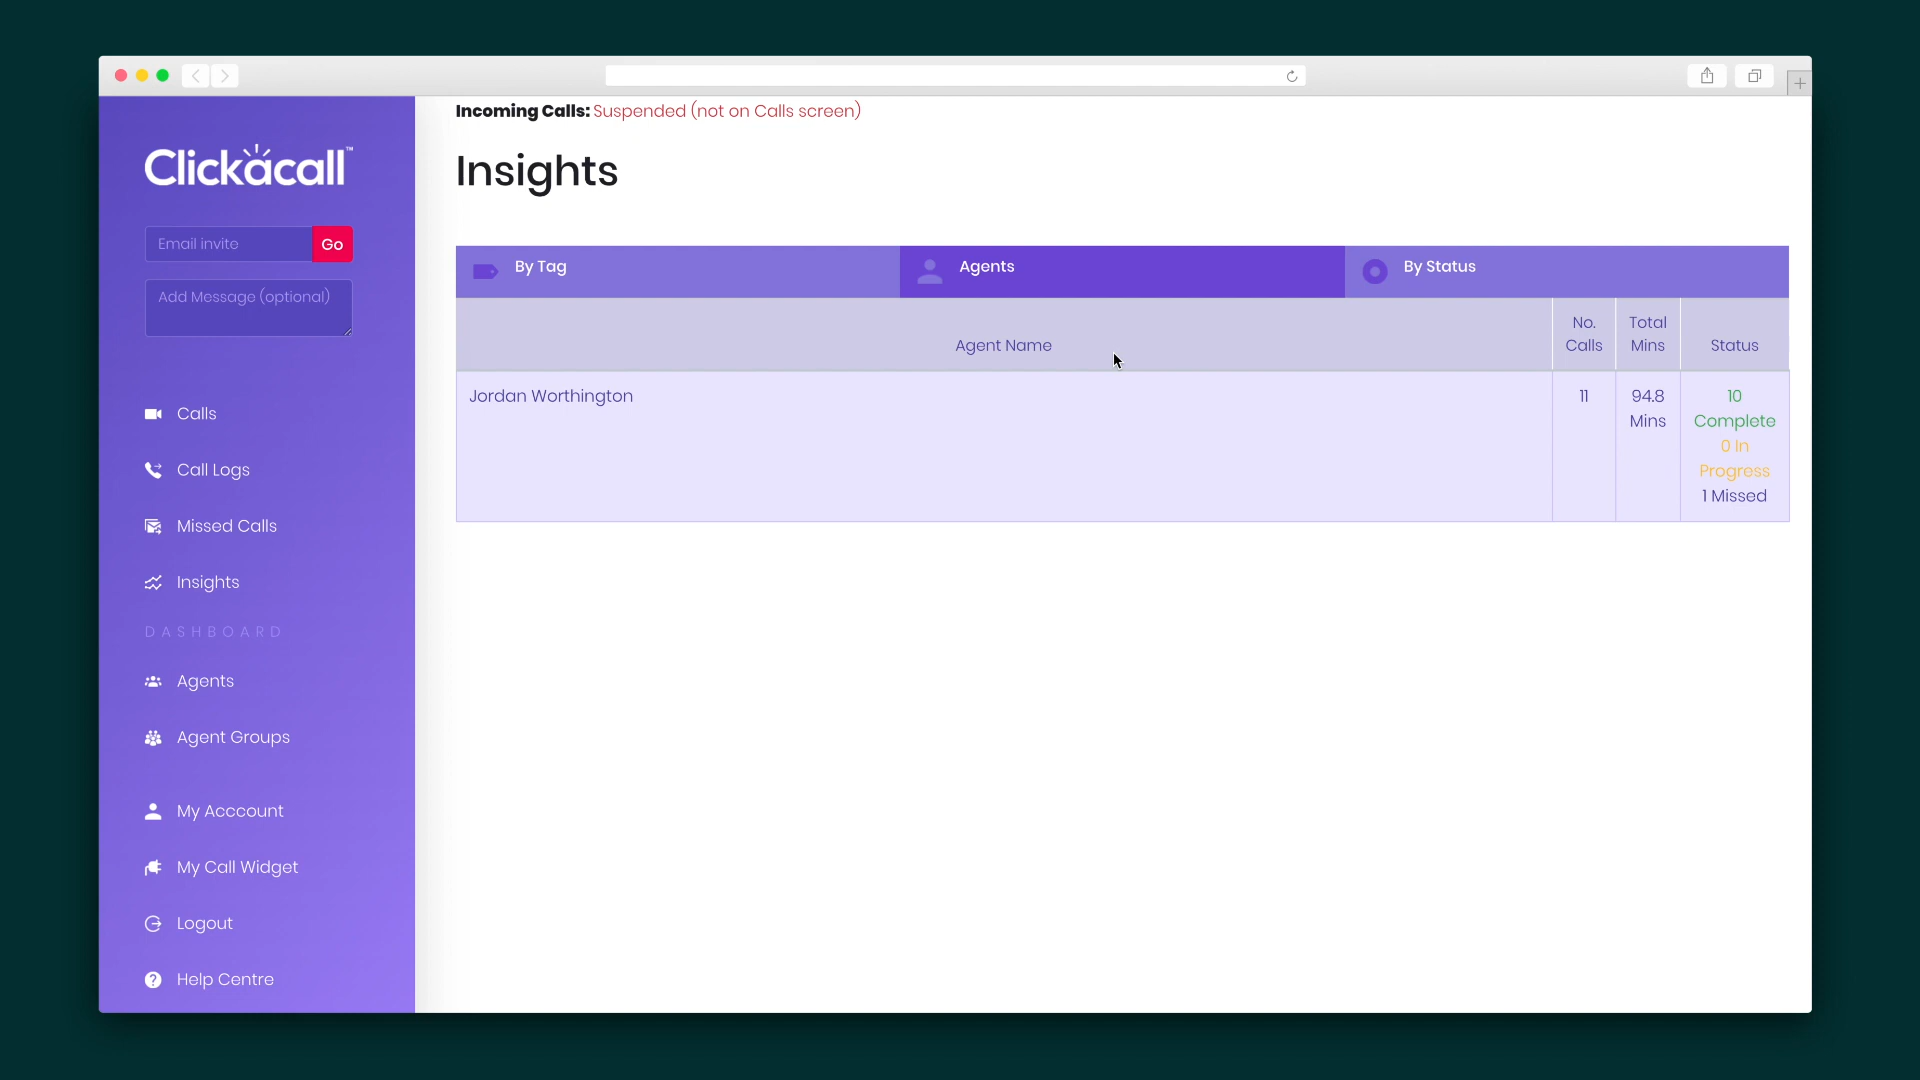 Clickacall™
Email invite
Go
Add Message (optional)
Calls
Call Logs
Missed Calls
Insights
DASHBOARD
Agents
Agent Groups
My Acccount
My Call Widget
Logout
Help Centre
Incoming Calls: Suspended (not on Calls screen)
Insights
By Tag
Agents
By Status
Agent Name
No.
Calls
Total
Mins
Status
Jordan Worthington
11
94.8
Mins
10
Complete
0 In
Progress
1 Missed